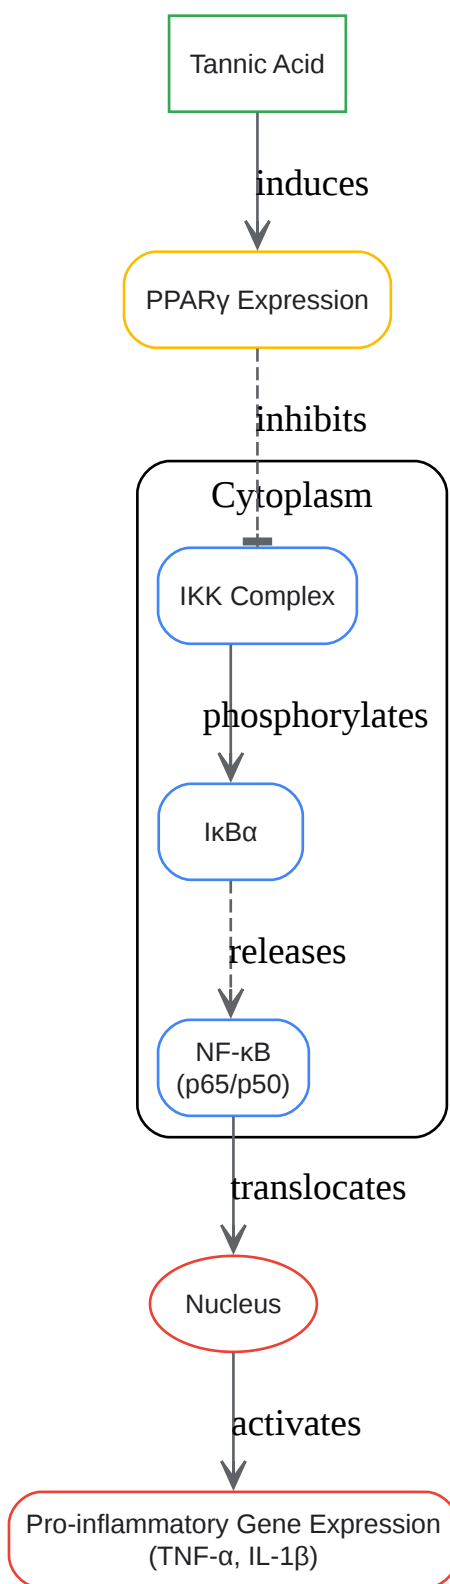 Tannic Acid
induces
PPARγ Expression
inhibits
Cytoplasm
IKK Complex
phosphorylates
IκBα
releases
NF-κB
(p65/p50)
translocates
Nucleus
activates
Pro-inflammatory Gene Expression
(TNF-α, IL-1β)